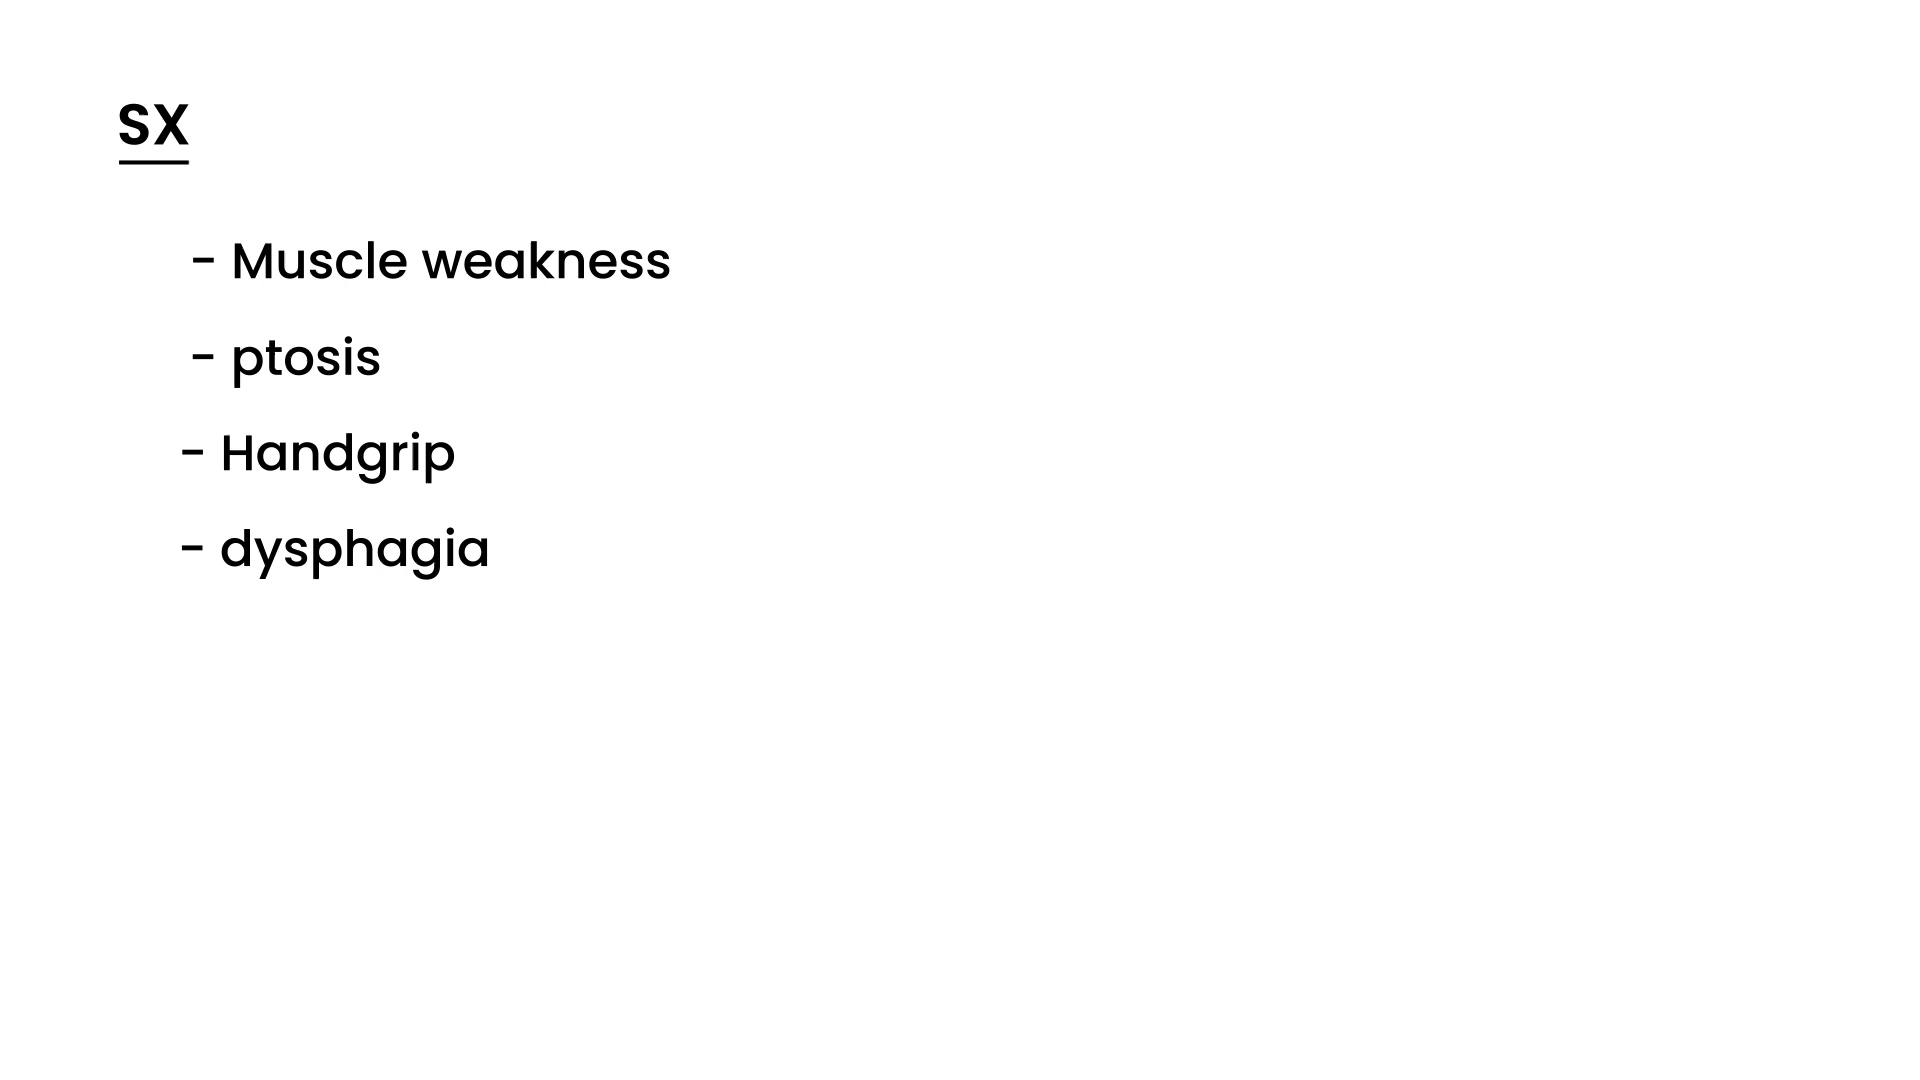 SX
- Muscle weakness
- ptosis
- Handgrip
- dysphagia